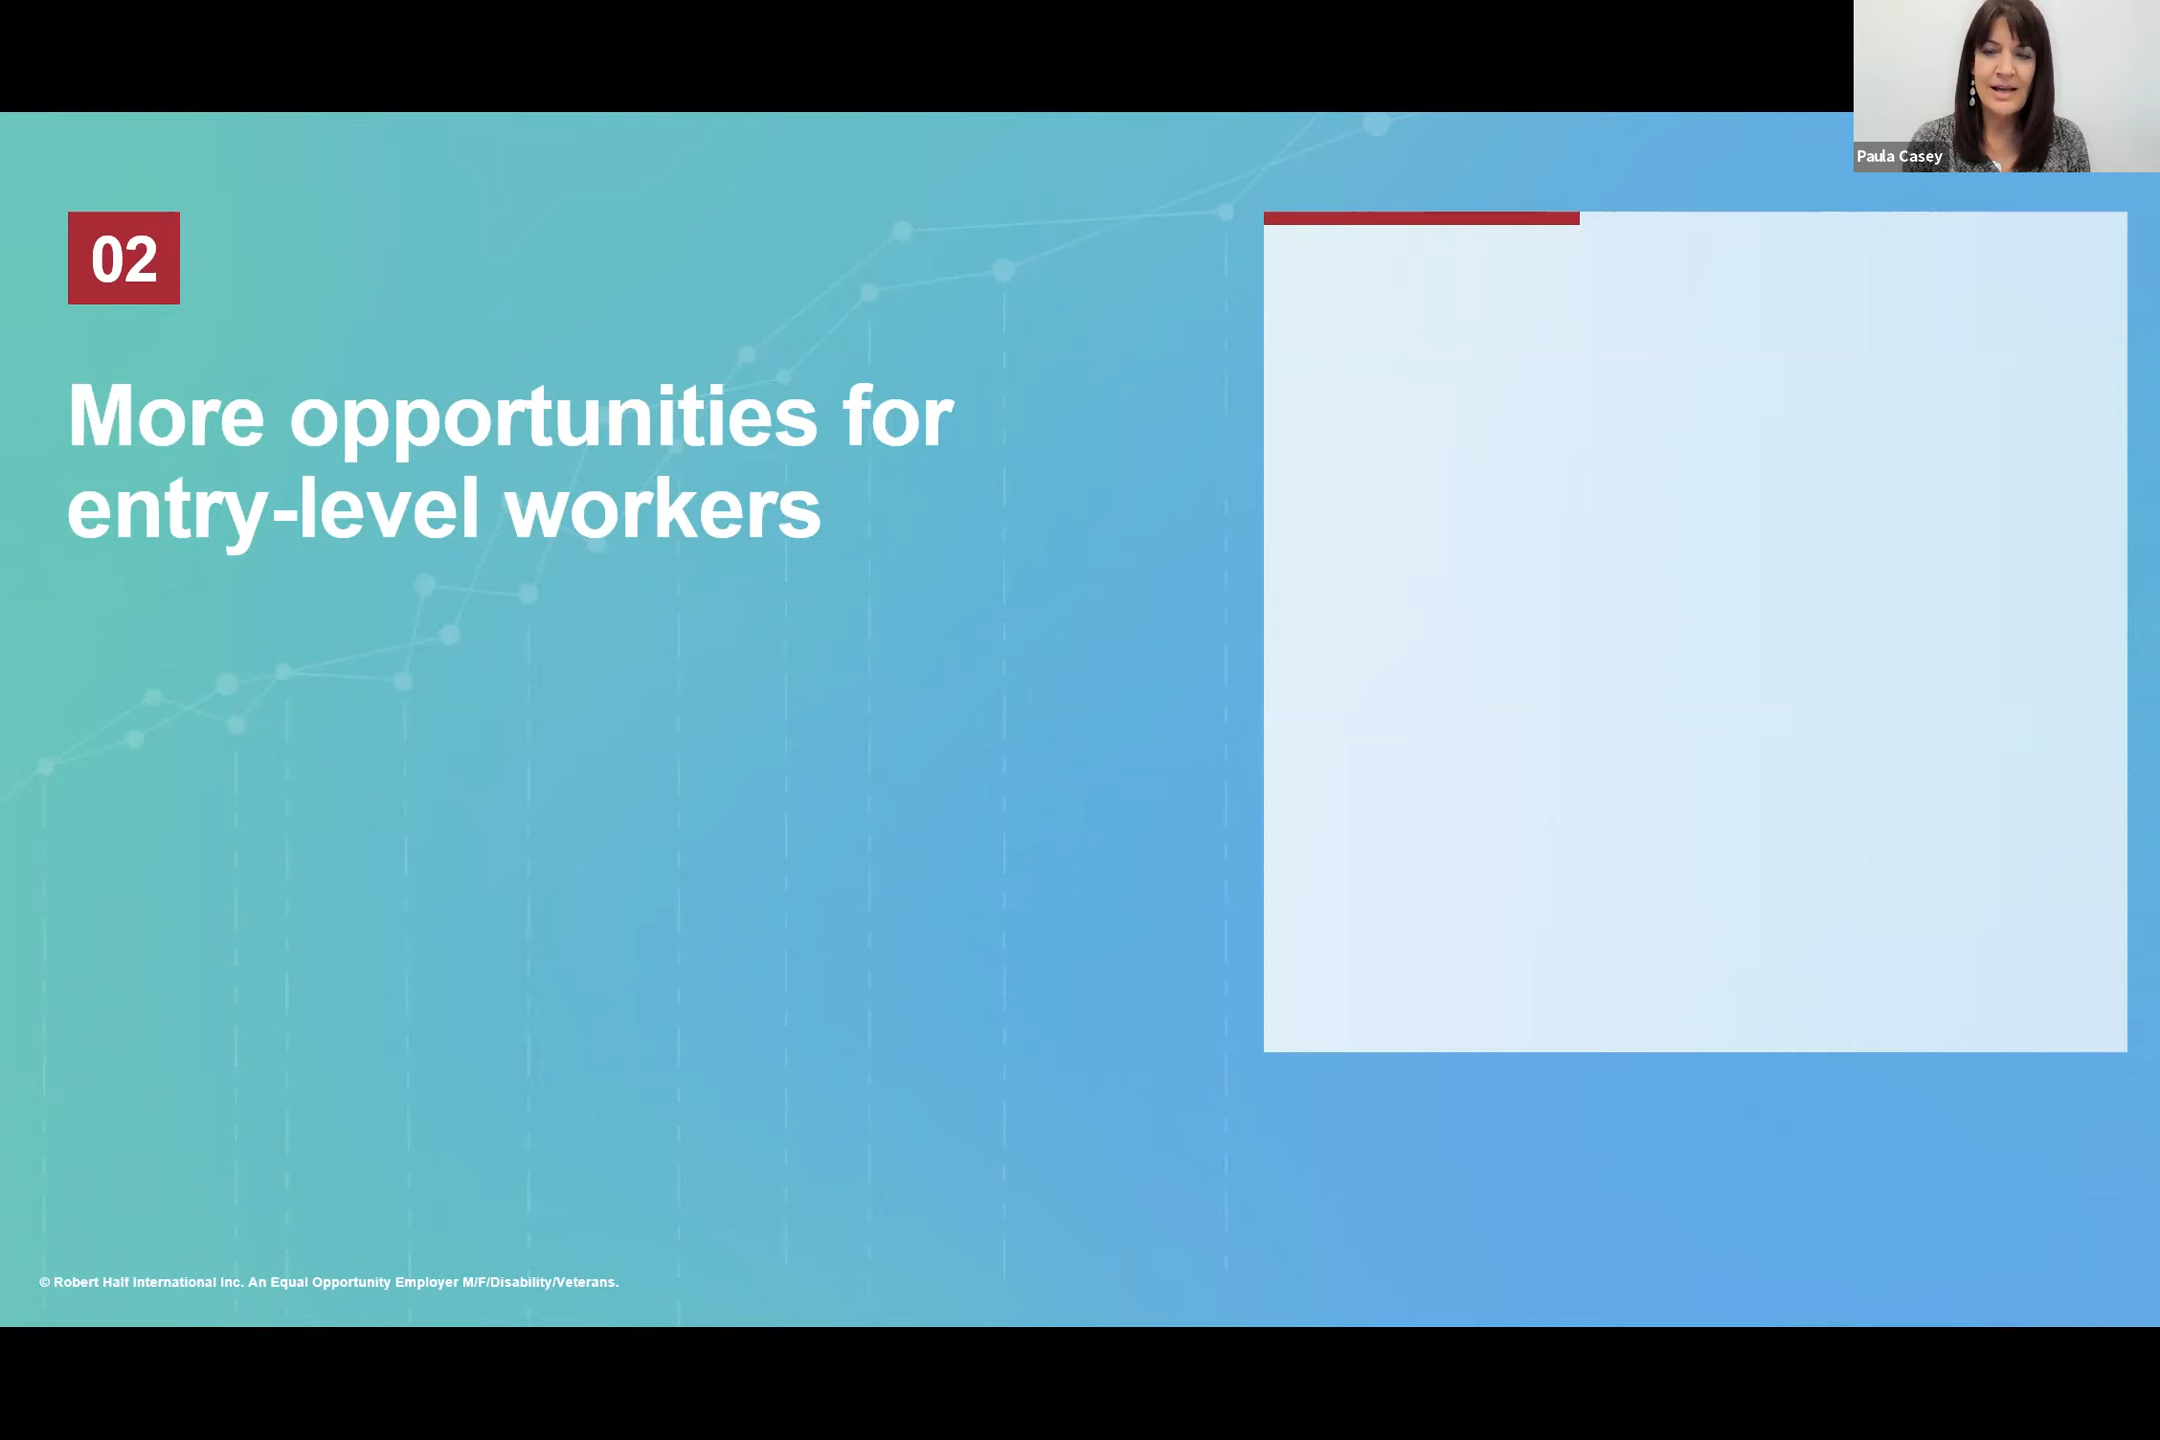 Paula Casey
02
More opportunities for
entry-level workers
© Robert Half International Inc. An Equal Opportunity Employer M/F/Disability/Veterans.